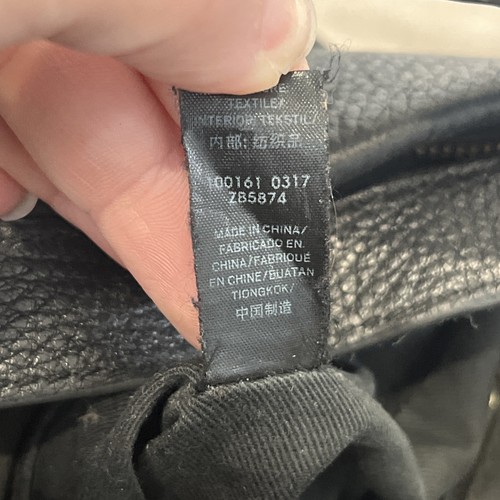 TEXTILE/
INTERIOR TEKSTIL/
内部: 纺织品
100161 0317
ZB5874
MADE IN CHINA/
FABRICADO EN
CHINA/FABRIQUÉ
EN CHINE/BUATAN
TIONGKOK/
中国制造